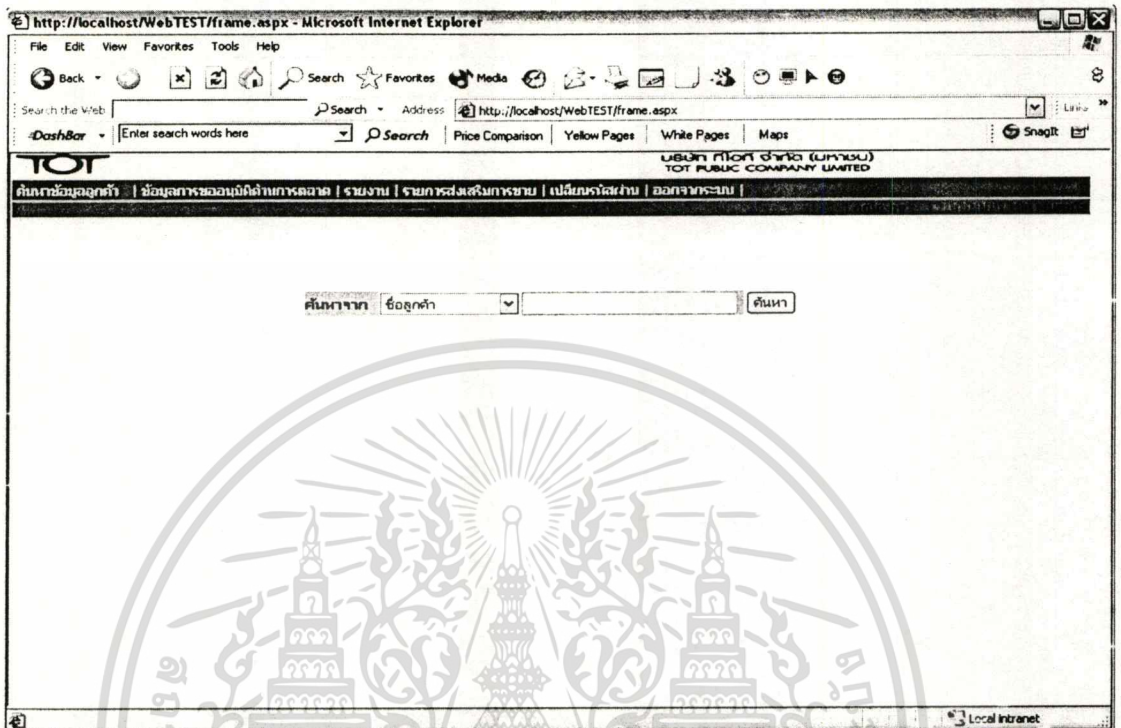 http://localhost/WebTEST/frame.aspx - Microsoft Internet Explorer
File Edit View Favorites Tools Help
Back Search Favorites Media
Search the Web Search Address http://localhost/WebTEST/frame.aspx Links »
DashBar Enter search words here Search Price Comparison Yellow Pages White Pages Maps SnagIt
TOT บริษัท ทีโอที จำกัด (มหาชน)
TOT PUBLIC COMPANY LIMITED
ค้นหาข้อมูลลูกค้า | ข้อมูลการขออนุมัติด้านการตลาด | รายงาน | รายการส่งเสริมการขาย | เปลี่ยนรหัสผ่าน | ออกจากระบบ |
ค้นหาจาก ชื่อลูกค้า ค้นหา
Local intranet